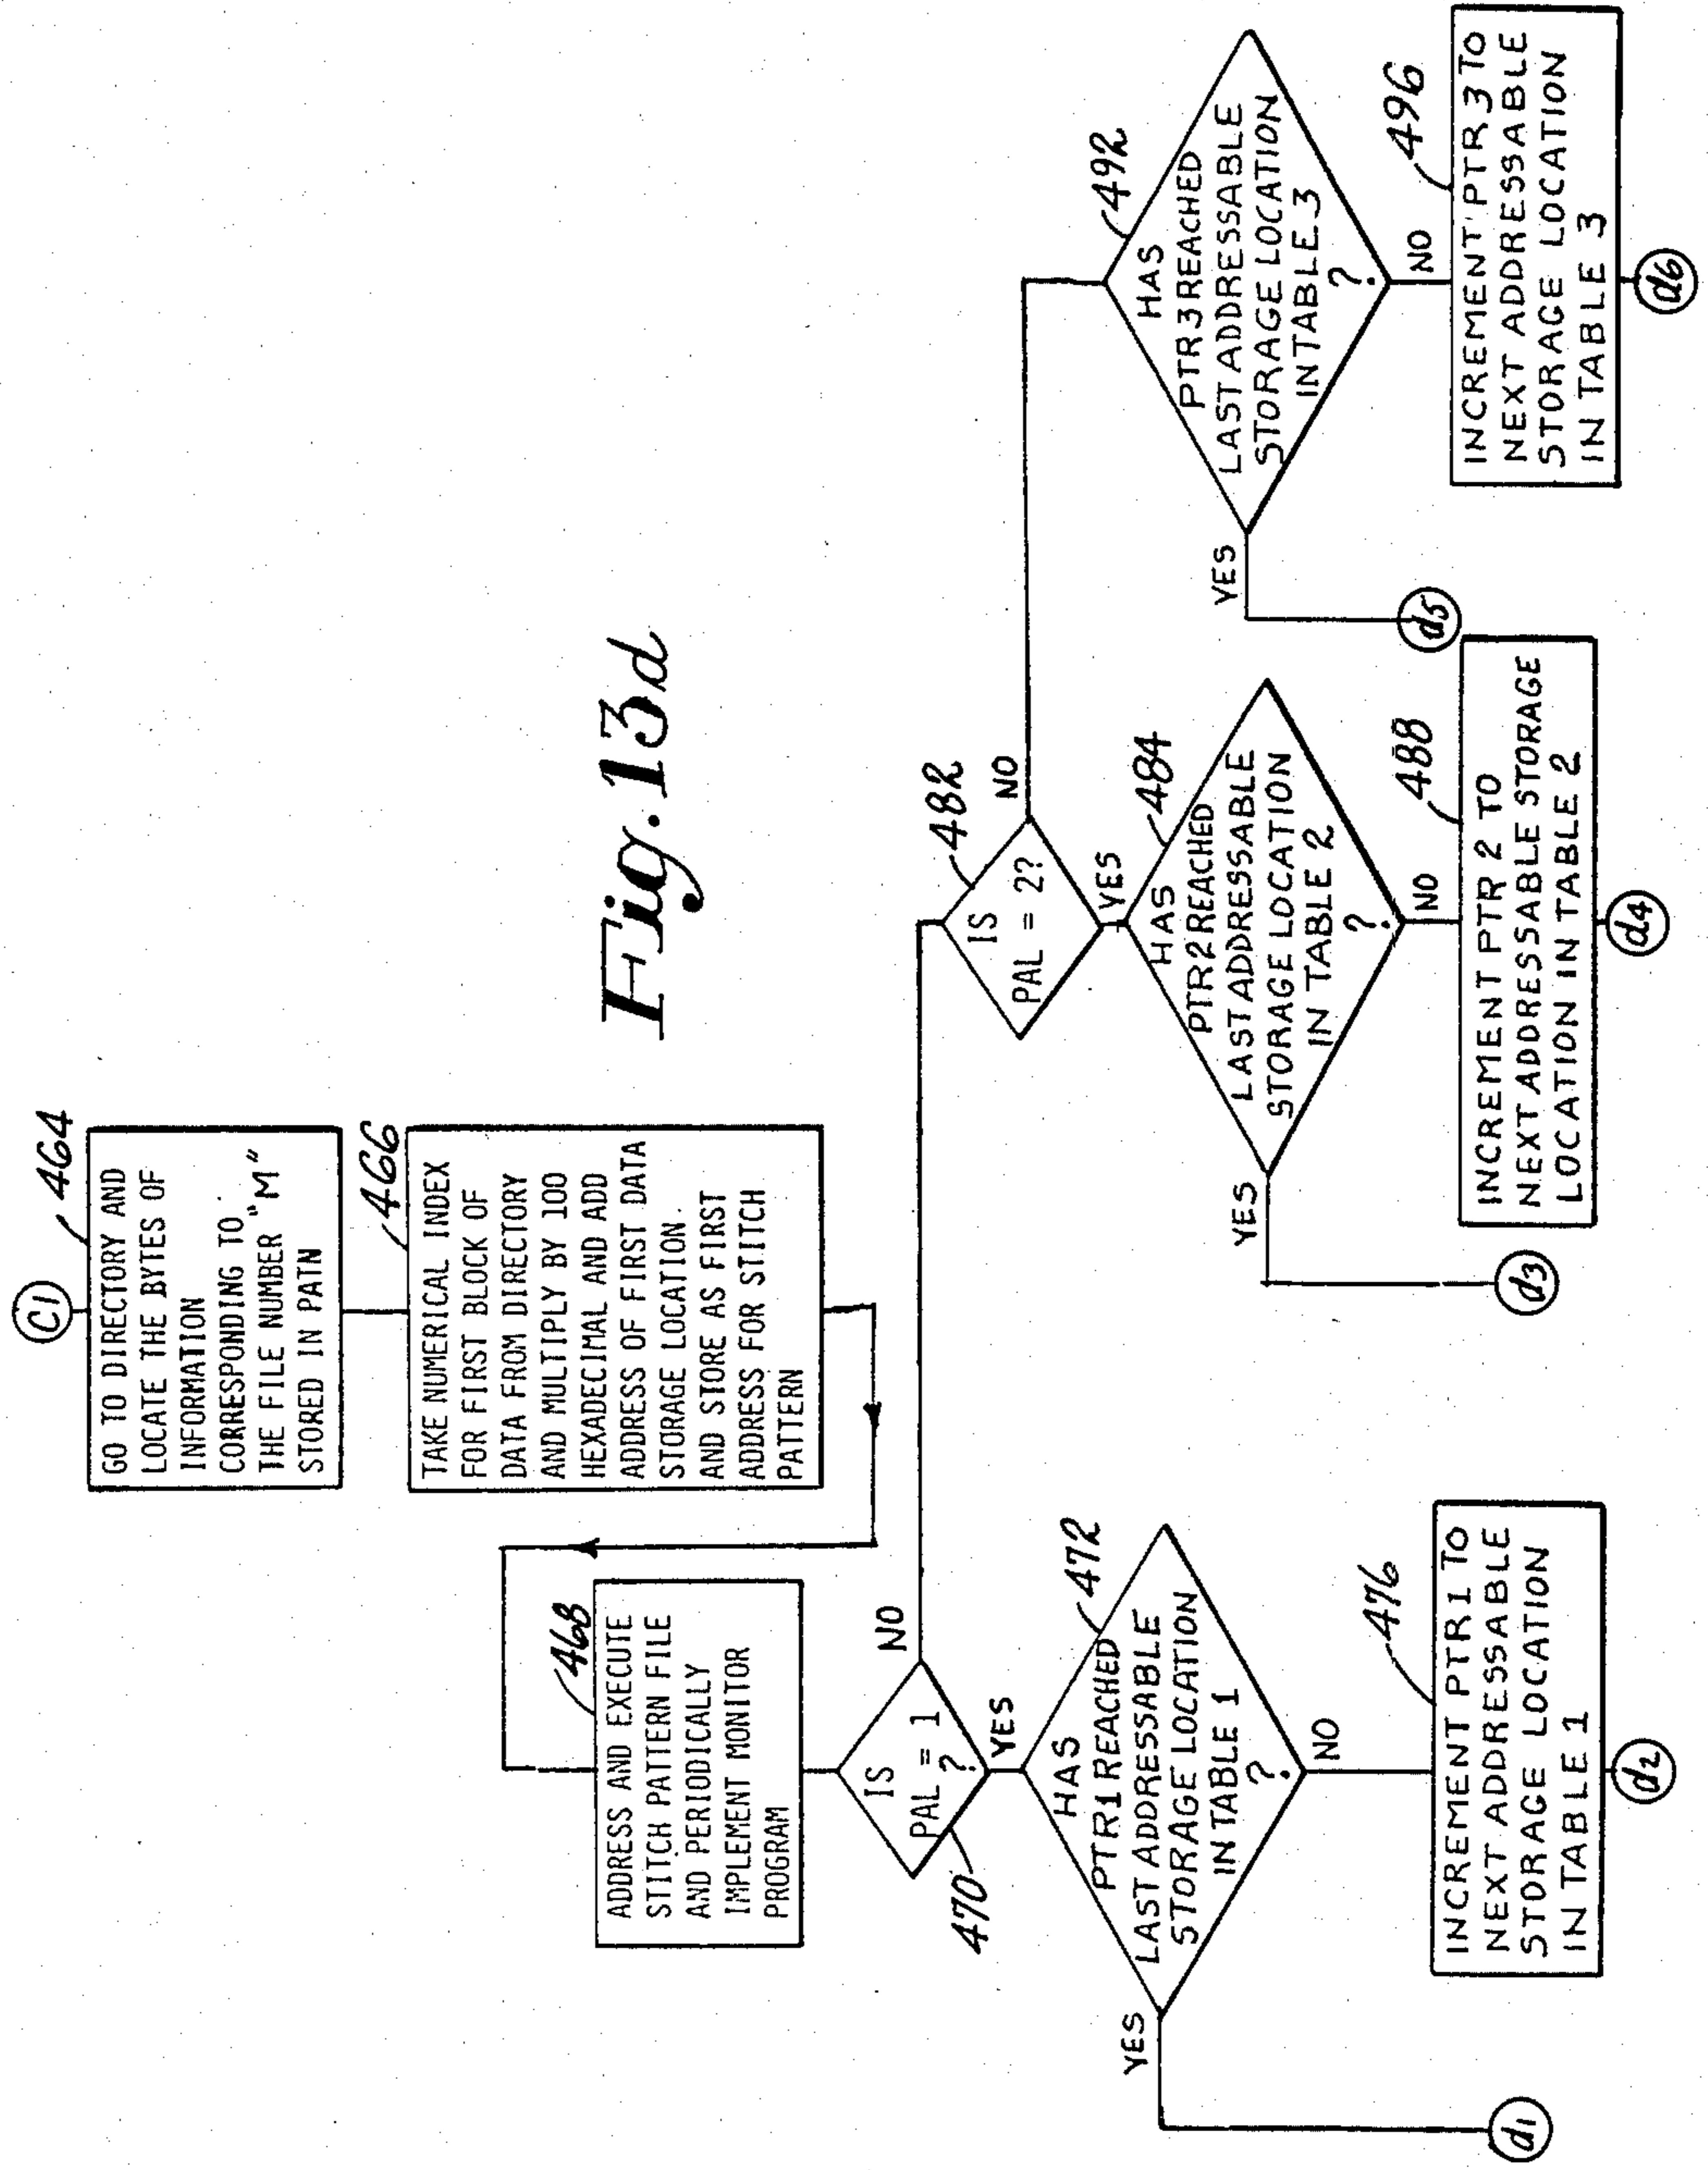 C1
464
GO TO DIRECTORY AND
LOCATE THE BYTES OF
INFORMATION
CORRESPONDING TO
THE FILE NUMBER "M"
STORED IN PATN
466
TAKE NUMERICAL INDEX
FOR FIRST BLOCK OF
DATA FROM DIRECTORY
AND MULTIPLY BY 100
HEXADECIMAL AND ADD
ADDRESS OF FIRST DATA
STORAGE LOCATION.
AND STORE AS FIRST
ADDRESS FOR STITCH
PATTERN
468
ADDRESS AND EXECUTE
STITCH PATTERN FILE
AND PERIODICALLY
IMPLEMENT MONITOR
PROGRAM
Fig. 13d
470
IS
PAL = 1
?
NO
YES
472
HAS
PTR1 REACHED
LAST ADDRESSABLE
STORAGE LOCATION
IN TABLE 1
?
YES
d1
NO
476
INCREMENT PTR1 TO
NEXT ADDRESSABLE
STORAGE LOCATION
IN TABLE 1
d2
482
IS
PAL = 2?
NO
YES
484
HAS
PTR2 REACHED
LAST ADDRESSABLE
STORAGE LOCATION
IN TABLE 2
?
YES
d3
NO
488
INCREMENT PTR 2 TO
NEXT ADDRESSABLE STORAGE
LOCATION IN TABLE 2
d4
492
HAS
PTR3 REACHED
LAST ADDRESSABLE
STORAGE LOCATION
IN TABLE 3
?
YES
d5
NO
496
INCREMENT PTR 3 TO
NEXT ADDRESSABLE
STORAGE LOCATION
IN TABLE 3
d6